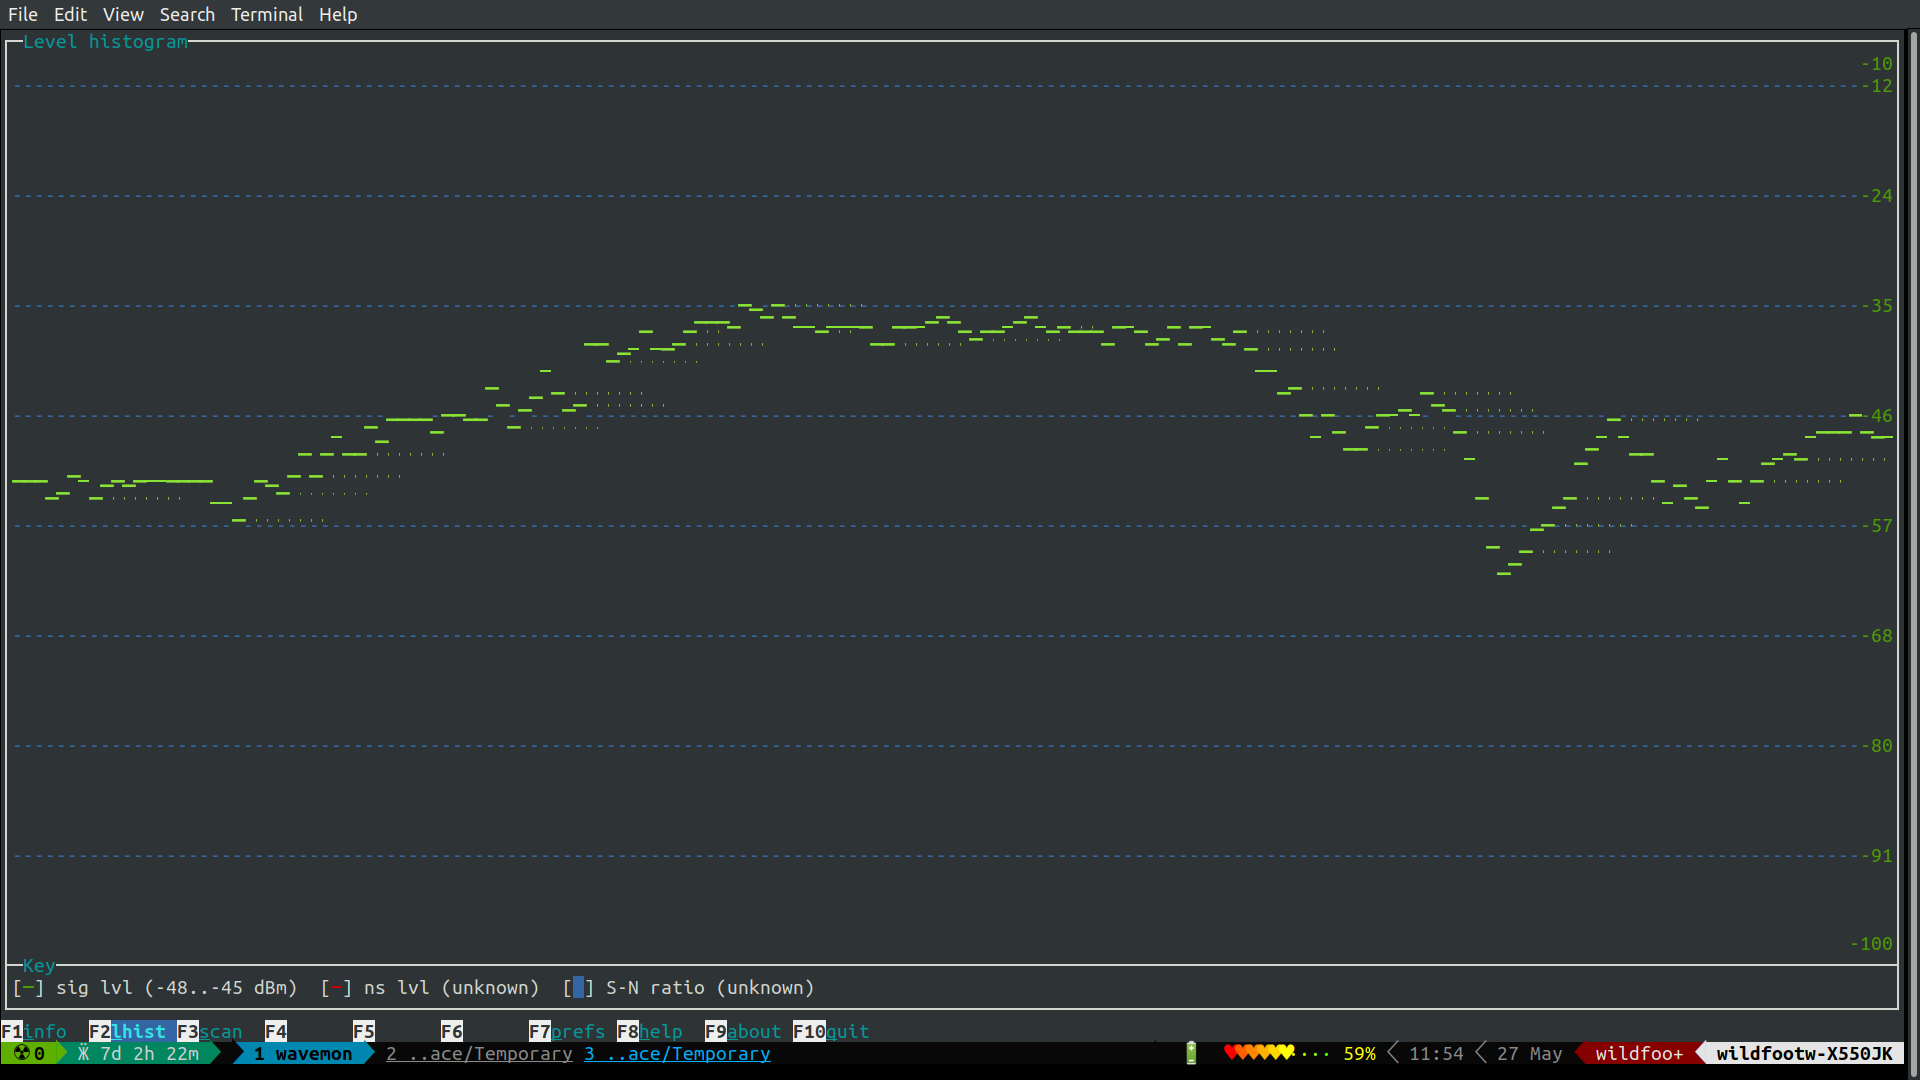 File Edit View Search Terminal Help
Level histogram
-10
-12
-24
-35
-46
-57
-68
-80
-91
-100
Key
[-] sig lvl (-48..-45 dBm) [-] ns lvl (unknown) [ ] S-N ratio (unknown)
F1info F2lhist F3scan F4 F5 F6 F7prefs F8help F9about F10quit
☢0 Ӝ 7d 2h 22m 1 wavemon 2 ..ace/Temporary 3 ..ace/Temporary 🔋 ♥♥♥♥♥♥···· 59% 11:54 27 May wildfoo+ wildfootw-X550JK